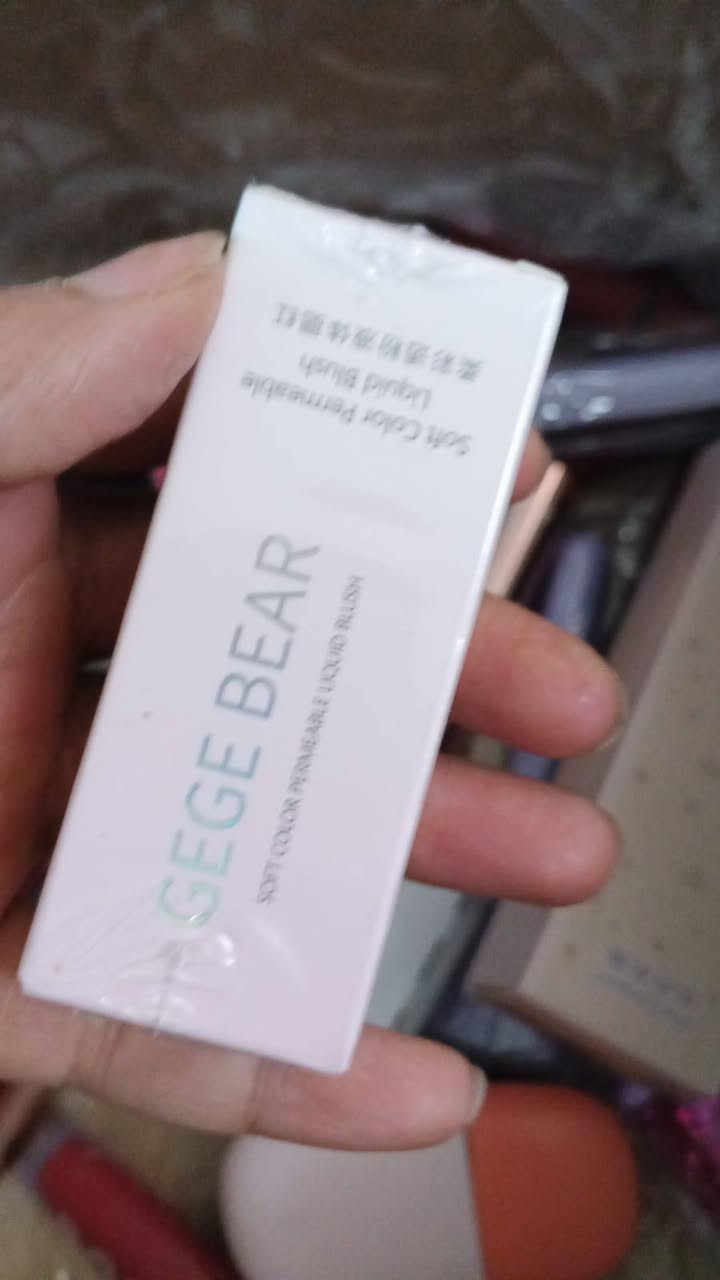 Soft Color Permeable
Liquid Blush
柔彩透粉液体腮红
GEGE BEAR
SOFT COLOR PERMEABLE LIQUID BLUSH